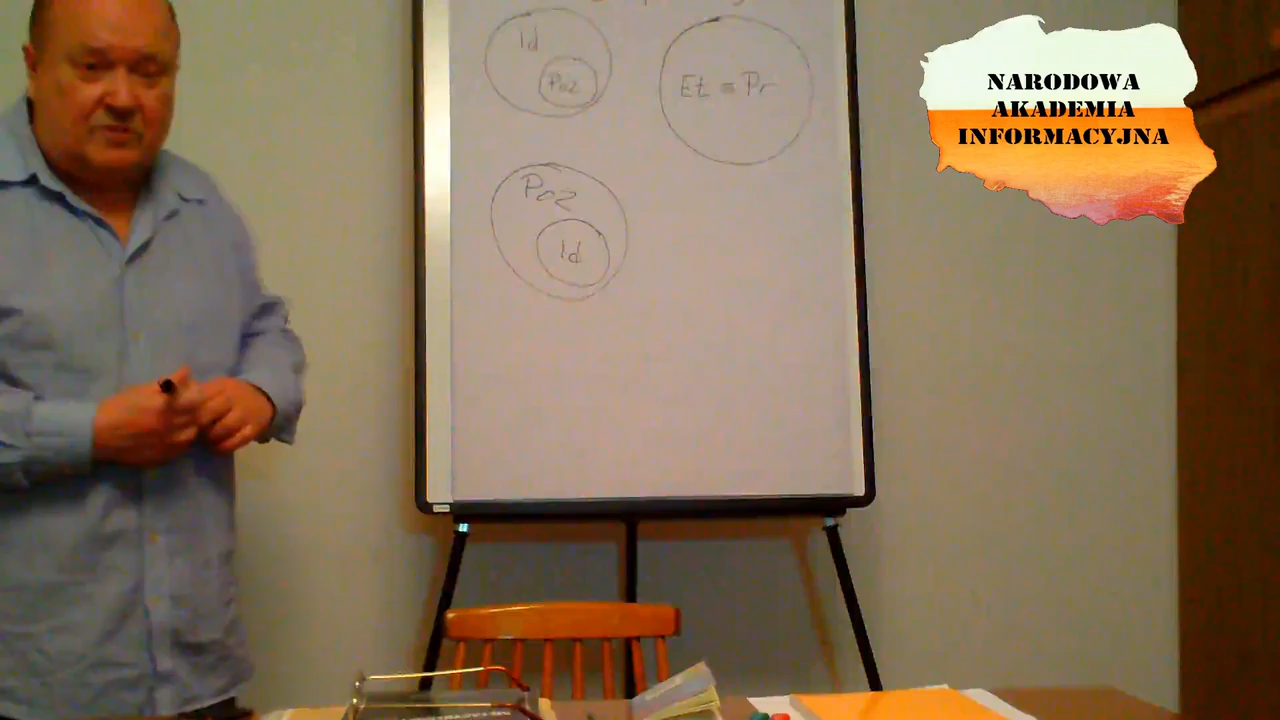 Id
Poz
Et = Pr
Poz
Id
NARODOWA
AKADEMIA
INFORMACYJNA